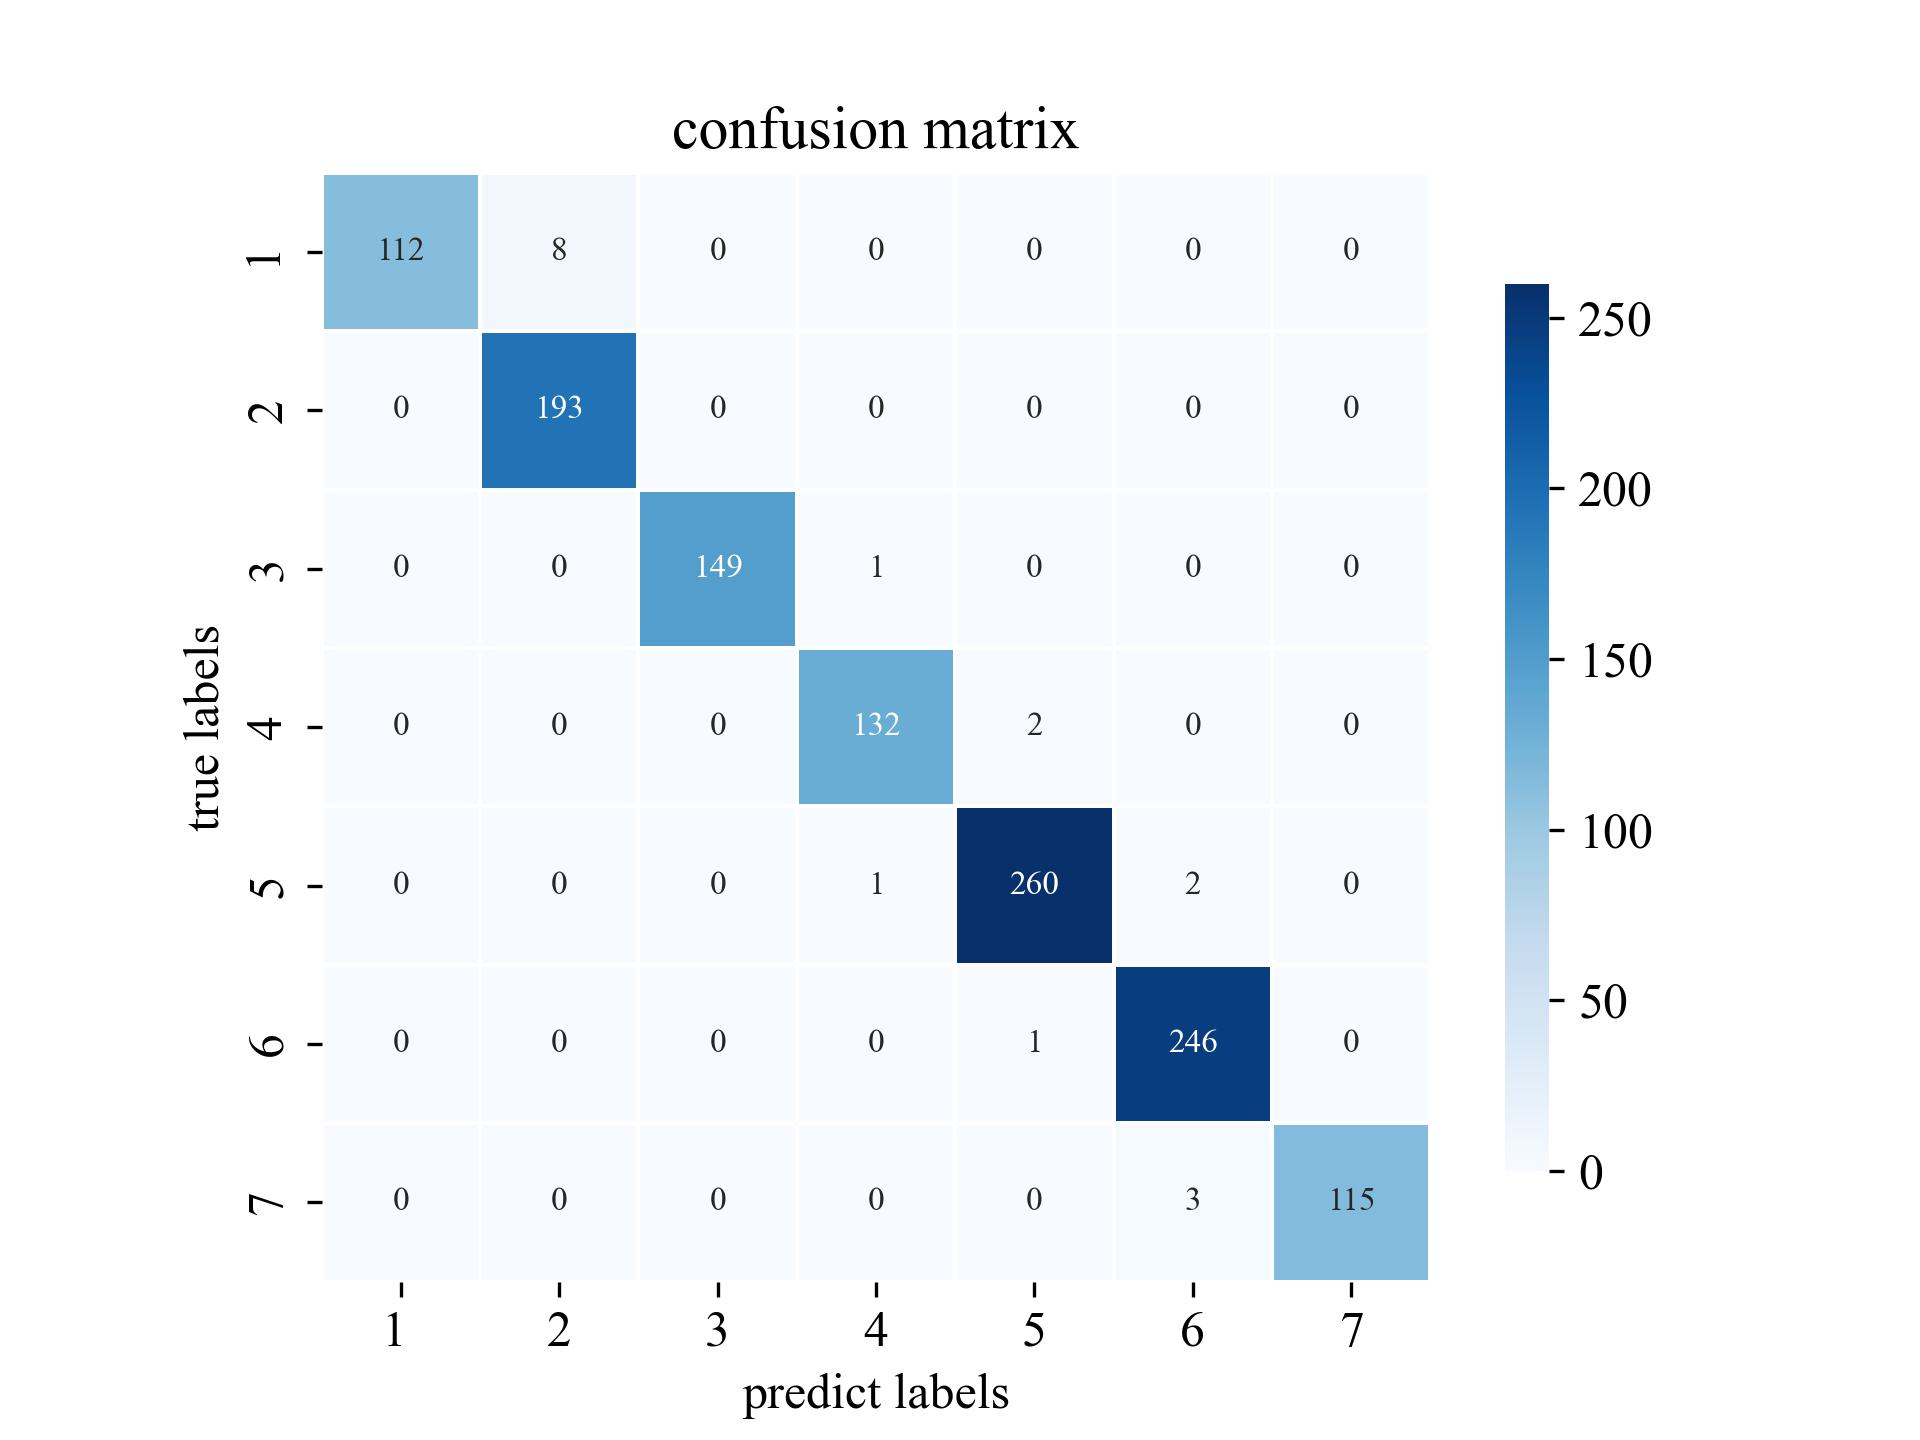 confusion matrix
1 112 8 0 0 0 0 0
2 0 193 0 0 0 0 0
3 0 0 149 1 0 0 0
4 0 0 0 132 2 0 0
5 0 0 0 1 260 2 0
6 0 0 0 0 1 246 0
7 0 0 0 0 0 3 115
1 2 3 4 5 6 7
predict labels
true labels
250
200
150
100
50
0